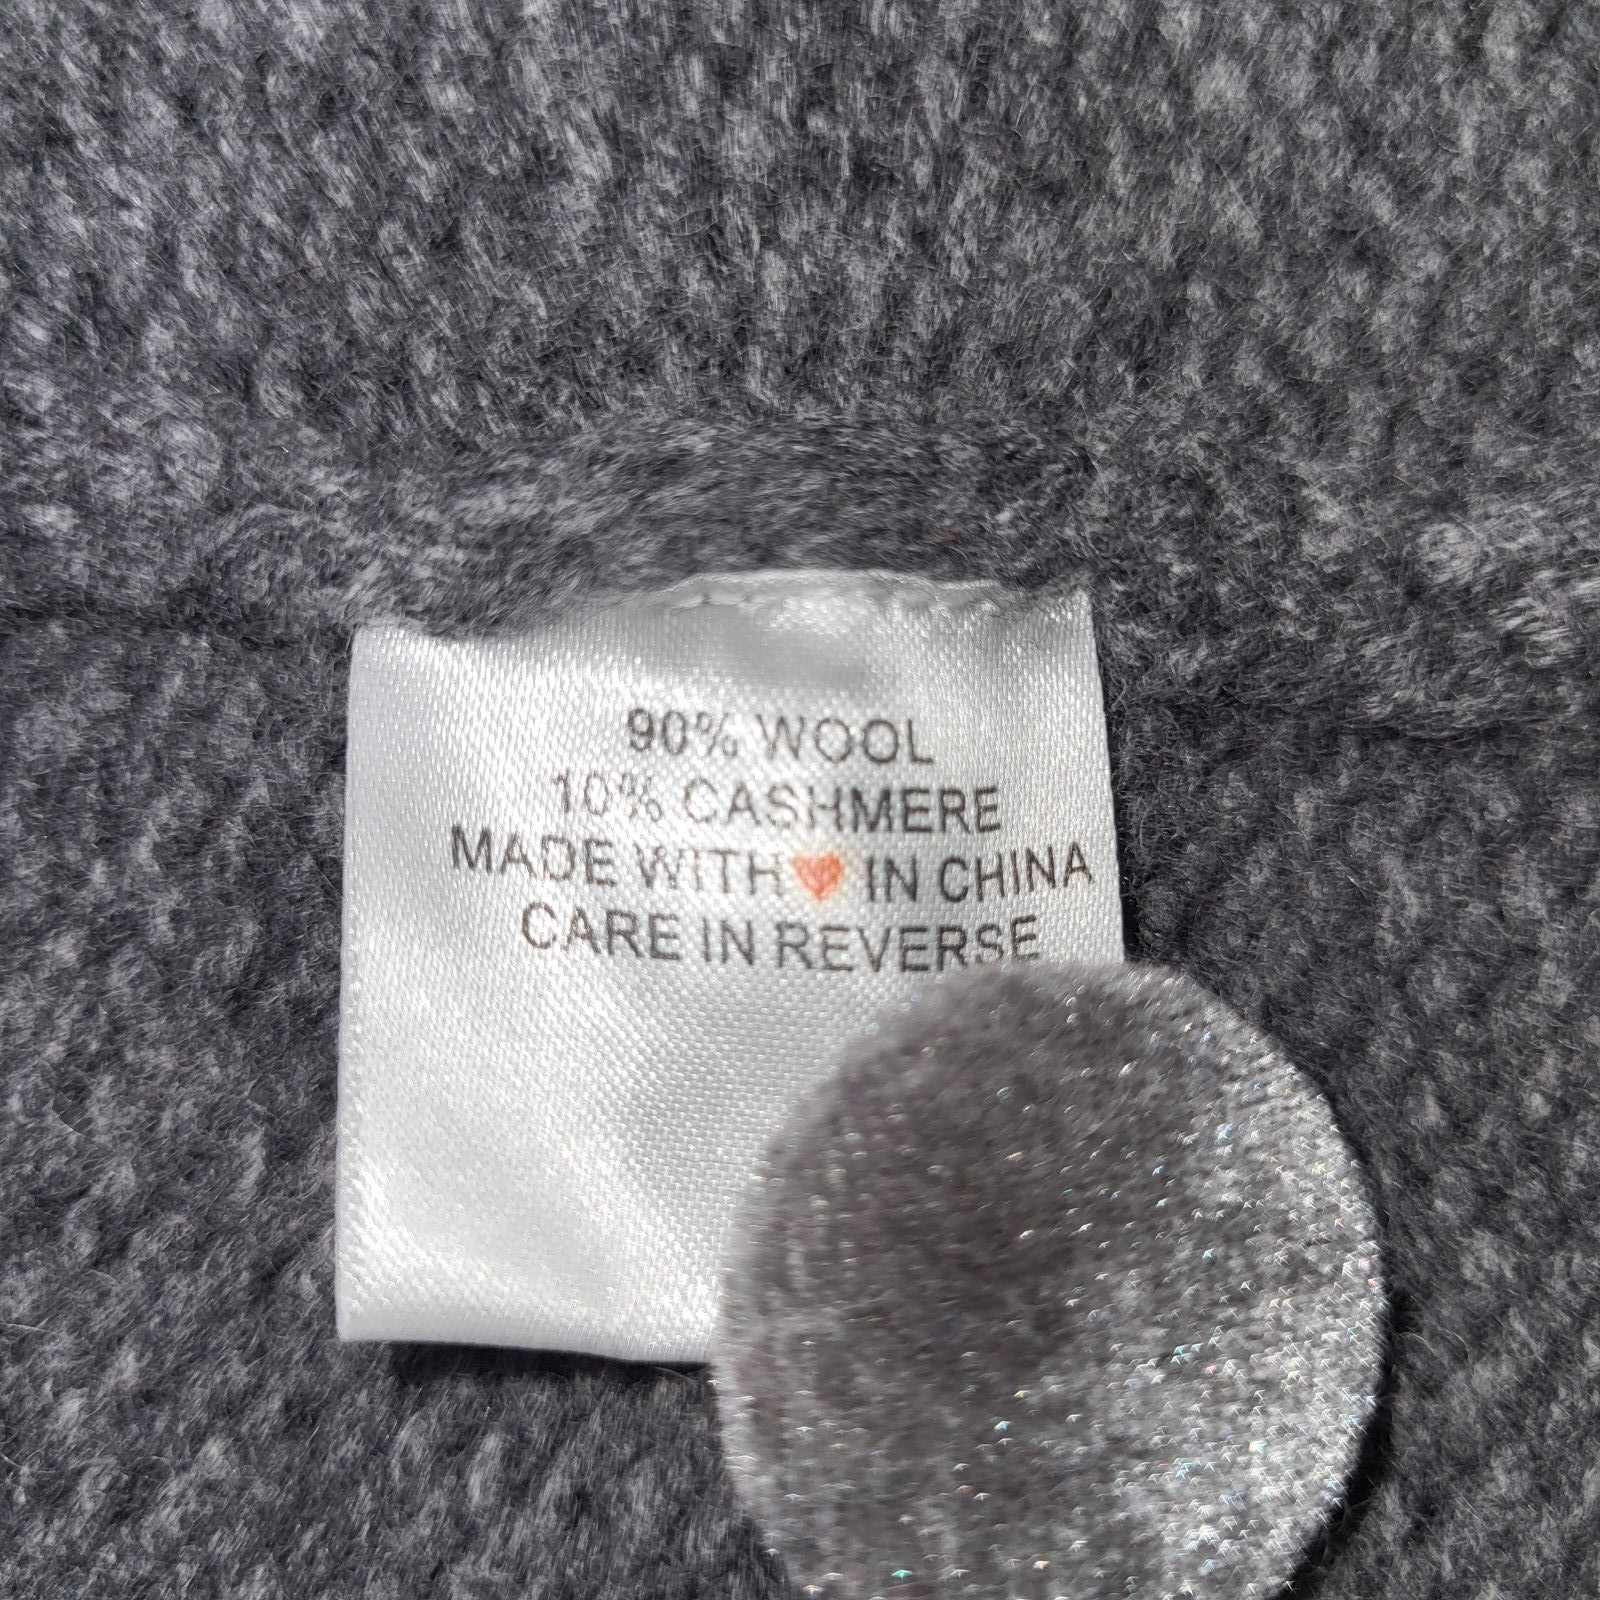 90% WOOL
10% CASHMERE
MADE WITH ❤ IN CHINA
CARE IN REVERSE